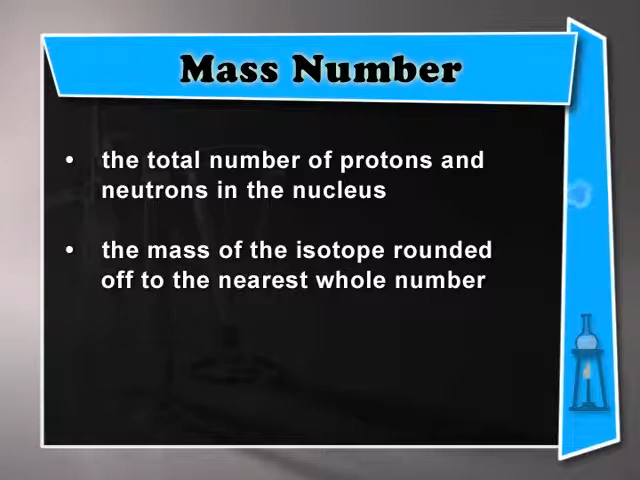 Mass Number
• the total number of protons and
neutrons in the nucleus
• the mass of the isotope rounded
off to the nearest whole number